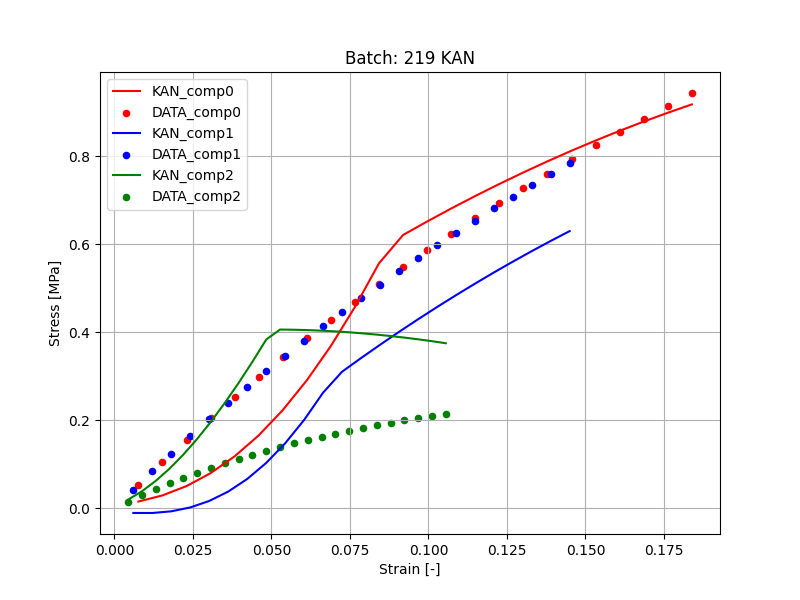 Batch: 219 KAN
KAN_comp0
DATA_comp0
KAN_comp1
DATA_comp1
KAN_comp2
DATA_comp2
Stress [MPa]
0.8
0.6
0.4
0.2
0.0
0.000 0.025 0.050 0.075 0.100 0.125 0.150 0.175
Strain [-]